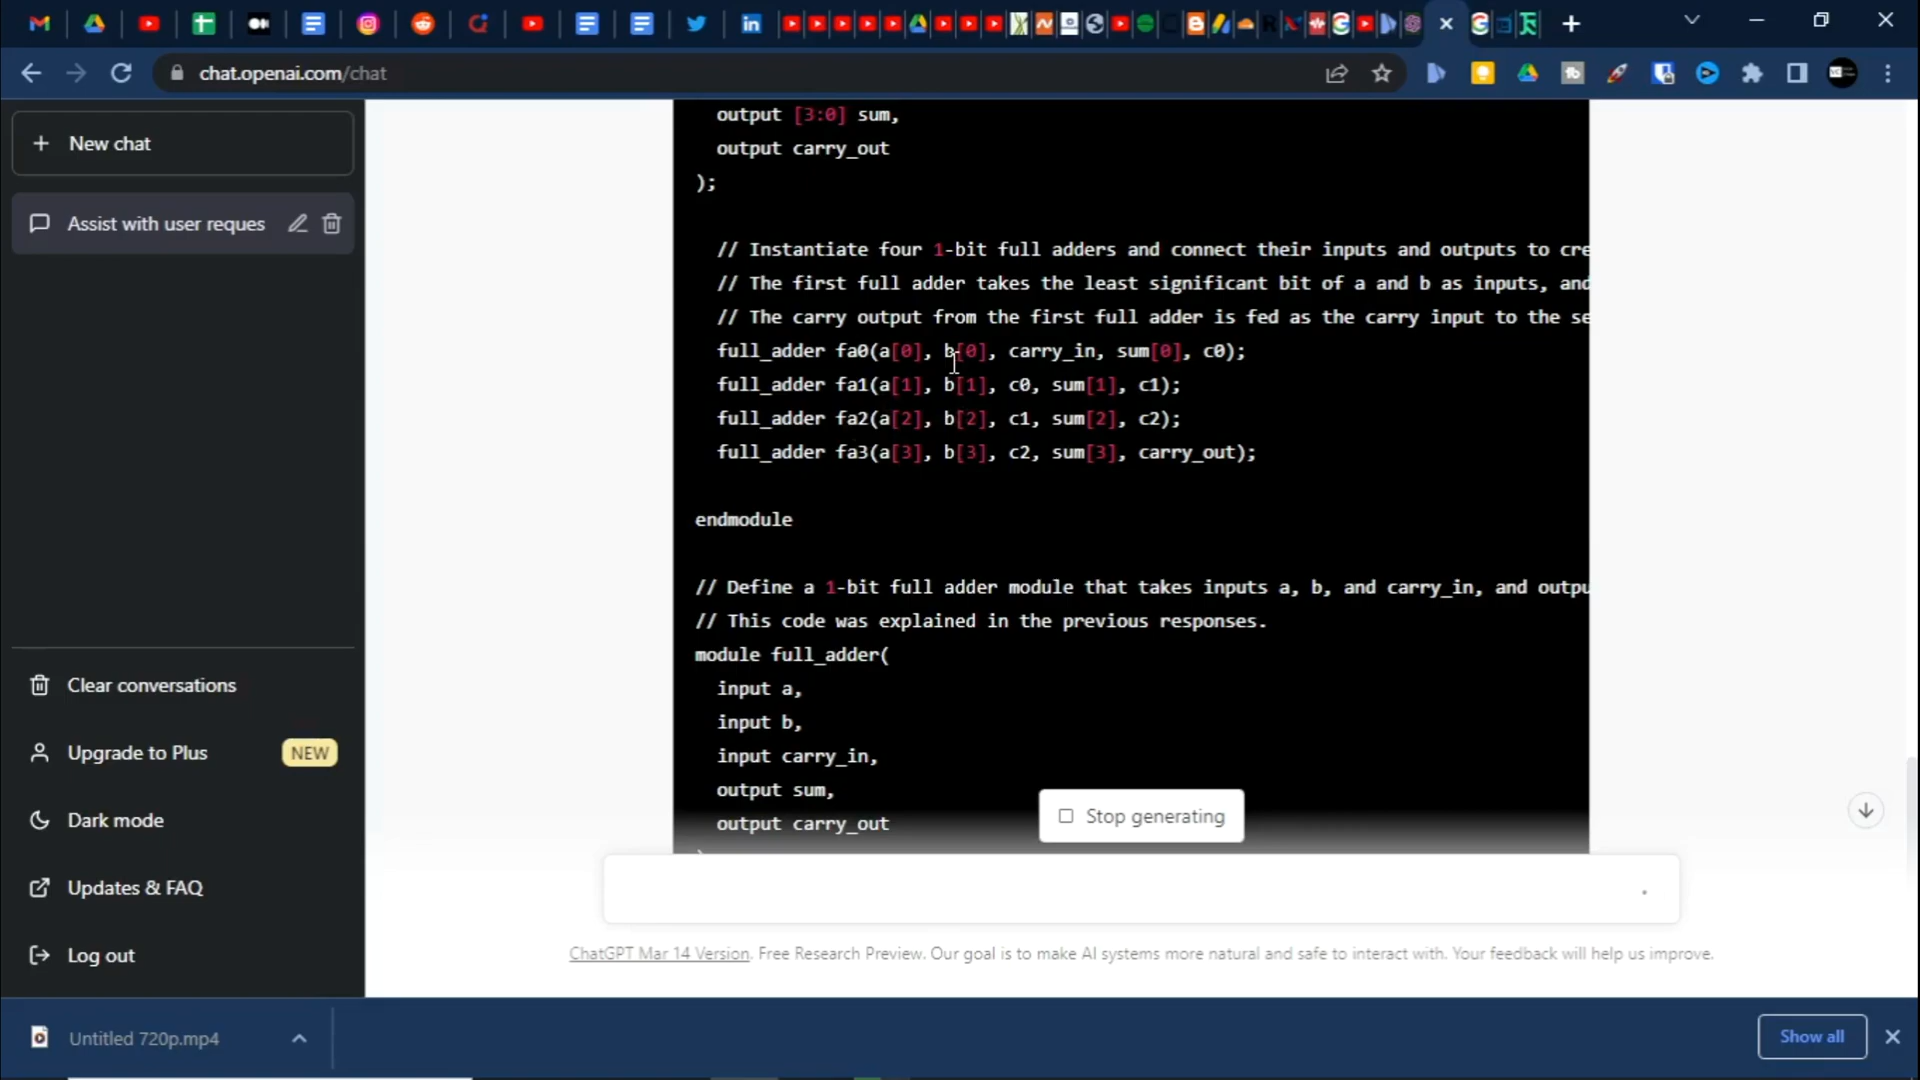 chat.openai.com/chat
New chat
Assist with user reques
Clear conversations
Upgrade to Plus
NEW
Dark mode
Updates & FAQ
Log out
output [3:0] sum,
output carry_out
);
// Instantiate four 1-bit full adders and connect their inputs and outputs to cre
// The first full adder takes the least significant bit of a and b as inputs, and
// The carry output from the first full adder is fed as the carry input to the se
full_adder fa0(a[0], b[0], carry_in, sum[0], c0);
full_adder fa1(a[1], b[1], c0, sum[1], c1);
full_adder fa2(a[2], b[2], c1, sum[2], c2);
full_adder fa3(a[3], b[3], c2, sum[3], carry_out);
endmodule
// Define a 1-bit full adder module that takes inputs a, b, and carry_in, and outpu
// This code was explained in the previous responses.
module full_adder(
input a,
input b,
input carry_in,
output sum,
output carry_out
Stop generating
ChatGPT Mar 14 Version. Free Research Preview. Our goal is to make AI systems more natural and safe to interact with. Your feedback will help us improve.
Untitled 720p.mp4
Show all